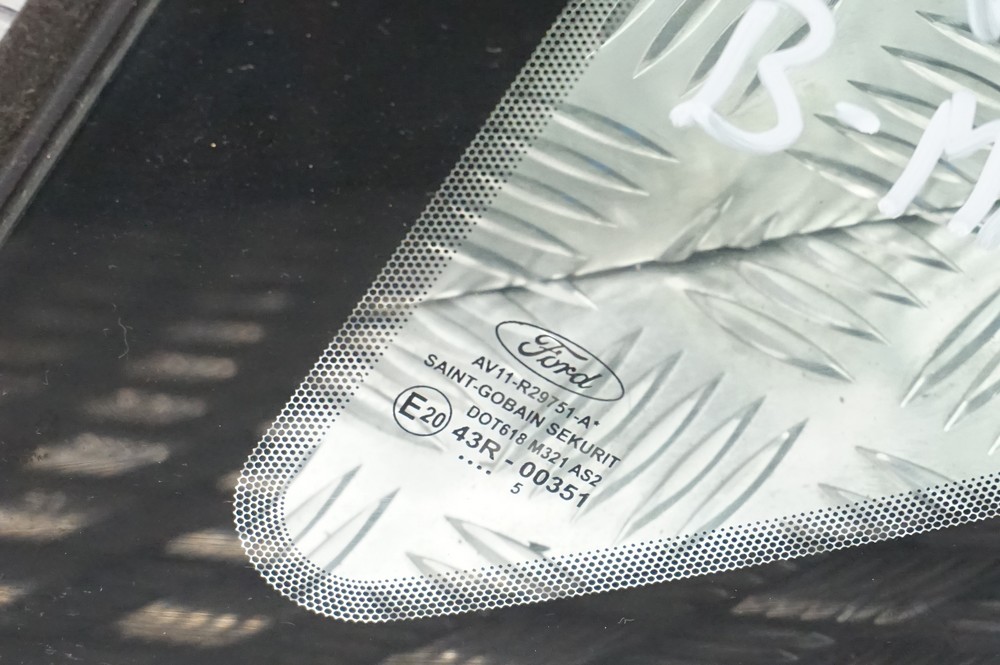 B-M
Ford
AV11-R29751-A*
SAINT-GOBAIN SEKURIT
DOT618 M321 AS2
E20 43R - 00351
....
5